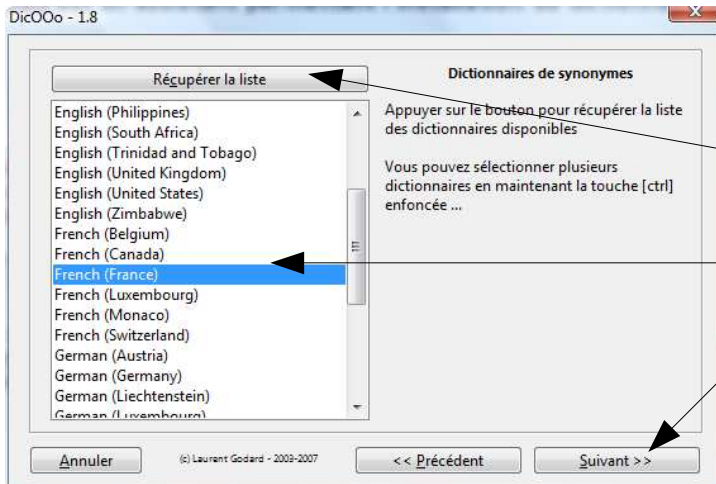 DicOOo - 1.8
Récupérer la liste
English (Philippines)
English (South Africa)
English (Trinidad and Tobago)
English (United Kingdom)
English (United States)
English (Zimbabwe)
French (Belgium)
French (Canada)
French (France)
French (Luxembourg)
French (Monaco)
French (Switzerland)
German (Austria)
German (Germany)
German (Liechtenstein)
German (Luxembourg)
Dictionnaires de synonymes
Appuyer sur le bouton pour récupérer la liste
des dictionnaires disponibles
Vous pouvez sélectionner plusieurs
dictionnaires en maintenant la touche [ctrl]
enfoncée ...
Annuler
(c) Laurent Godard - 2003-2007
<< Précédent
Suivant >>